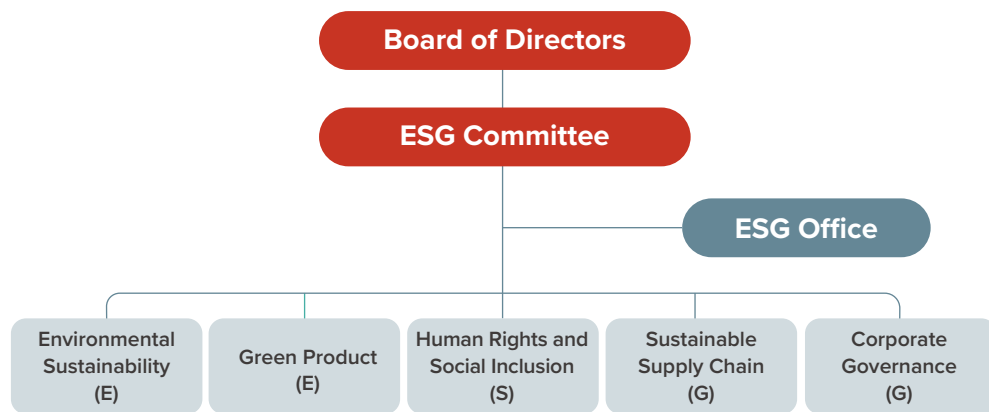 Board of Directors
ESG Committee
ESG Office
Environmental
Sustainability
(E)
Green Product
(E)
Human Rights and
Social Inclusion
(S)
Sustainable
Supply Chain
(G)
Corporate
Governance
(G)